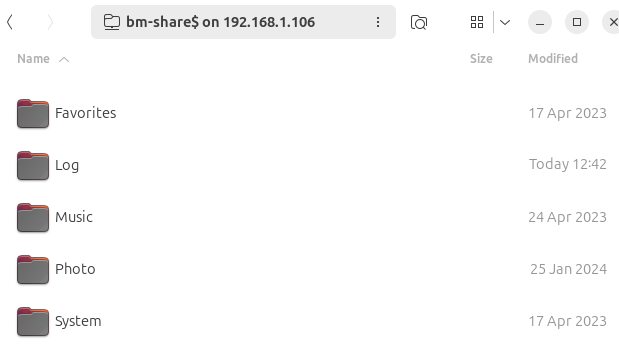 bm-share$ on 192.168.1.106
Name Size Modified
Favorites 17 Apr 2023
Log Today 12:42
Music 24 Apr 2023
Photo 25 Jan 2024
System 17 Apr 2023